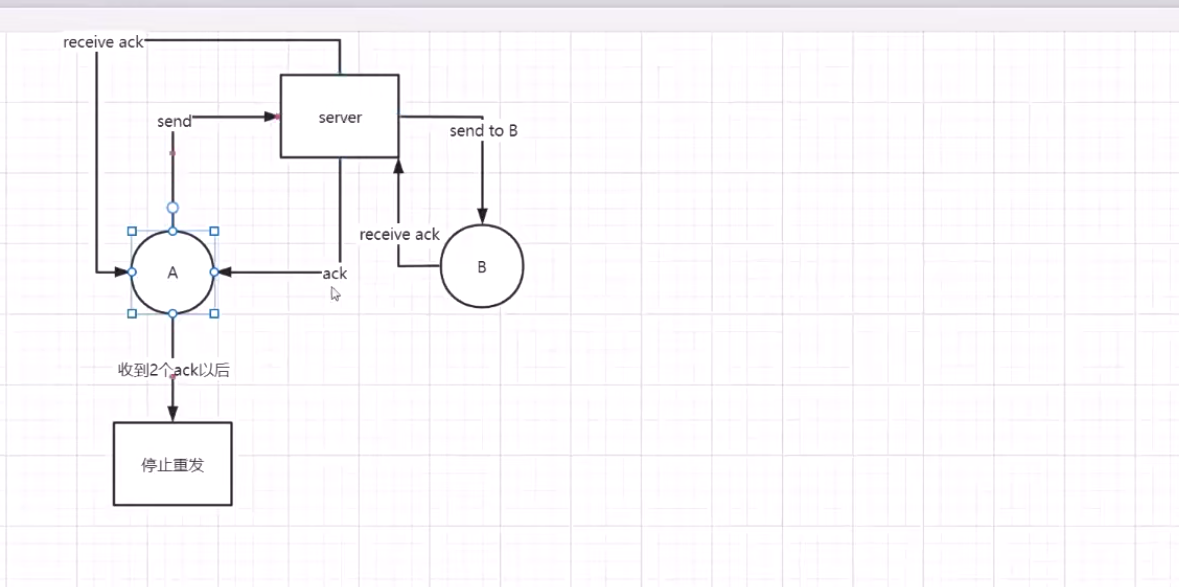 receive ack
send
server
send to B
receive ack
A
B
ack
收到2个ack以后
停止重发